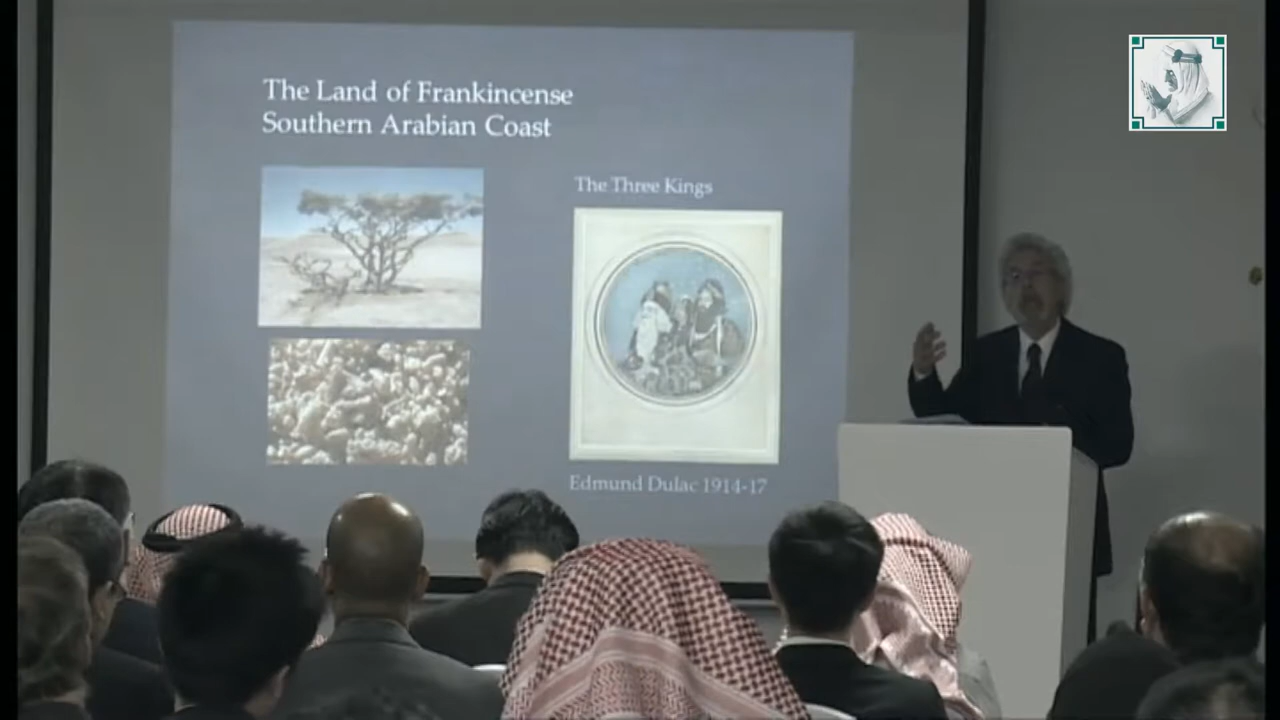 The Land of Frankincense
Southern Arabian Coast
The Three Kings
Edmund Dulac 1914-17